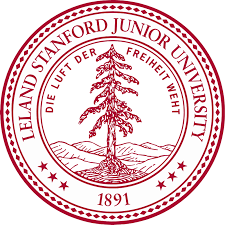 LELAND STANFORD JUNIOR UNIVERSITY
DIE LUFT DER FREIHEIT WEHT
1891